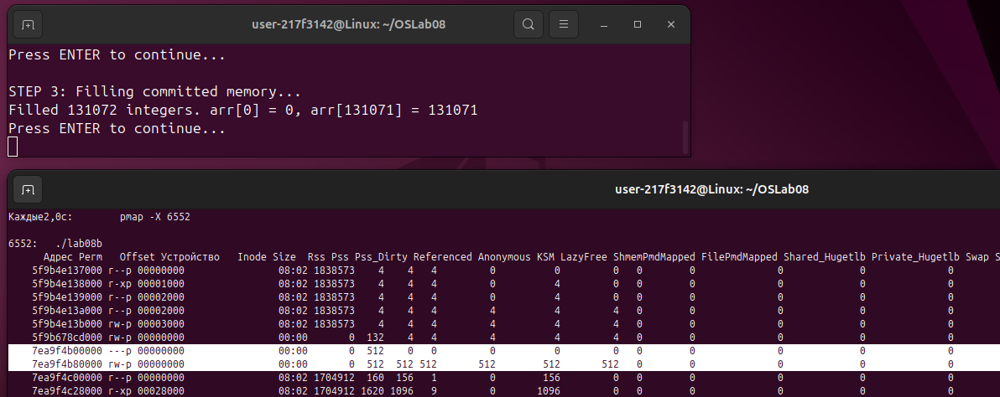 user-217f3142@Linux: ~/OSLab08
Press ENTER to continue...
STEP 3: Filling committed memory...
Filled 131072 integers. arr[0] = 0, arr[131071] = 131071
Press ENTER to continue...
user-217f3142@Linux: ~/OSLab08
Каждые2,0с: pmap -X 6552
6552: ./lab08b
Адрес Perm Offset Устройство Inode Size Rss Pss Pss_Dirty Referenced Anonymous KSM LazyFree ShmemPmdMapped FilePmdMapped Shared_Hugetlb Private_Hugetlb Swap S
5f9b4e137000 r--p 00000000 08:02 1838573 4 4 4 0 0 0 0 0 0 0
5f9b4e138000 r-xp 00001000 08:02 1838573 4 4 4 0 4 0 0 0 0 0
5f9b4e139000 r--p 00002000 08:02 1838573 4 4 4 0 4 0 0 0 0 0
5f9b4e13a000 r--p 00002000 08:02 1838573 4 4 4 4 4 4 0 0 0 0
5f9b4e13b000 rw-p 00003000 08:02 1838573 4 4 4 4 4 4 0 0 0 0
5f9b678cd000 rw-p 00000000 00:00 0 132 4 4 4 4 4 0 0 0 0
7ea9f4b00000 ---p 00000000 00:00 0 512 0 0 0 0 0 0 0 0 0
7ea9f4b80000 rw-p 00000000 00:00 0 512 512 512 512 512 512 0 0 0 0
7ea9f4c00000 r--p 00000000 08:02 1704912 160 156 1 0 156 0 0 0 0 0
7ea9f4c28000 r-xp 00028000 08:02 1704912 1620 1096 9 0 1096 0 0 0 0 0